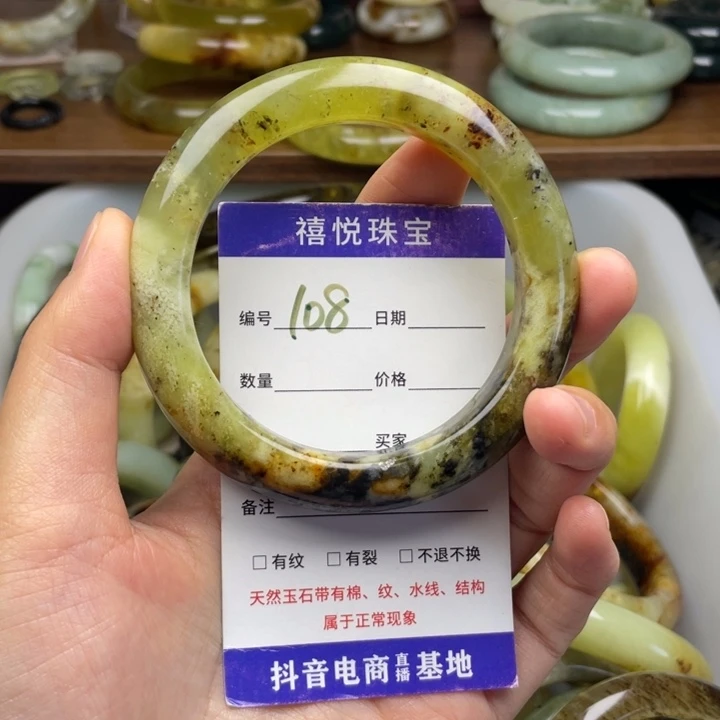 禧悦珠宝
编号 108 日期
数量 价格
买家
备注
□有纹 □有裂 □不退不换
天然玉石带有棉、纹、水线、结构
属于正常现象
抖音电商直播基地